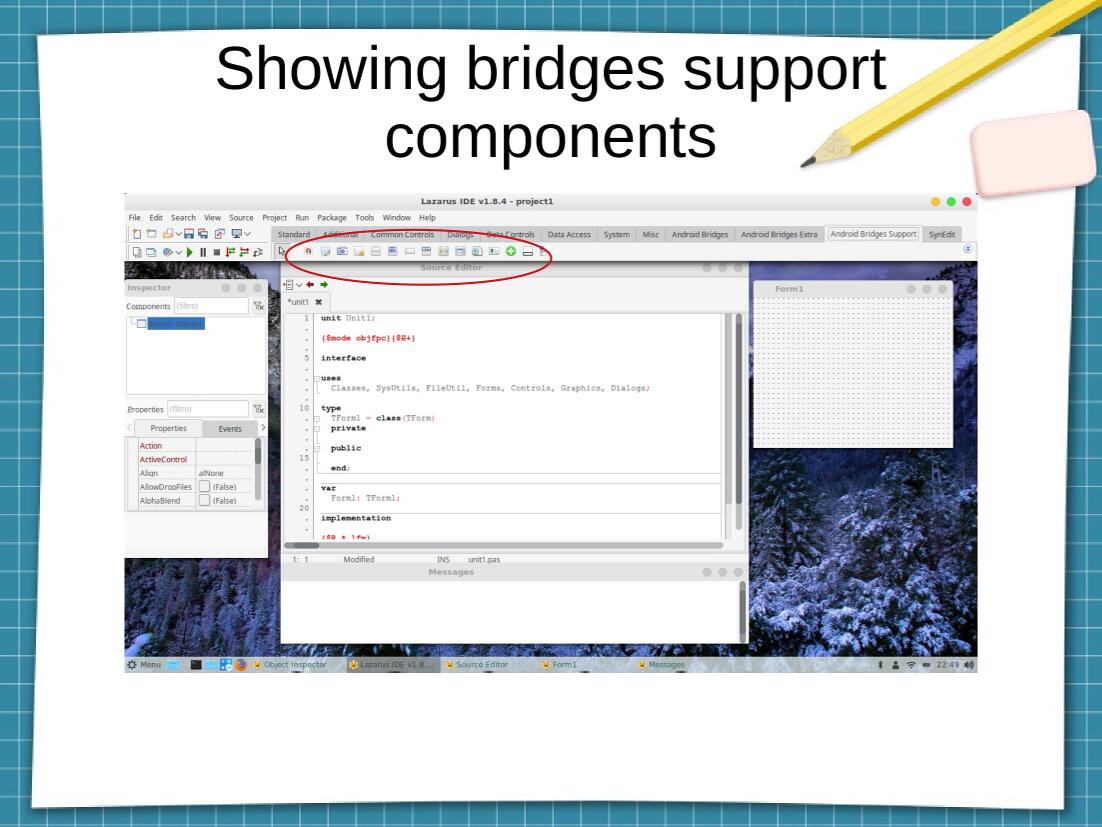 Showing bridges support
components
Lazarus IDE v1.8.4 - project1
File Edit Search View Source Project Run Package Tools Window Help
Standard Additional Common Controls Dialogs Data Controls Data Access System Misc Android Bridges Android Bridges Extra Android Bridges Support SynEdit
Source Editor
Inspector
Components (filtro)
Form1: TForm1
Properties (filtro)
Properties Events
Action
ActiveControl
Align alNone
AllowDropFiles (False)
AlphaBlend (False)
*unit1
1 unit Unit1;
{$mode objfpc}{$H+}
5 interface
uses
Classes, SysUtils, FileUtil, Forms, Controls, Graphics, Dialogs;
10 type
TForm1 = class(TForm)
private
public
15
end;
var
Form1: TForm1;
20
implementation
{$R *.lfm}
1: 1 Modified INS unit1.pas
Messages
Form1
Menu Object Inspector Lazarus IDE v1.8.... Source Editor Form1 Messages 22:49